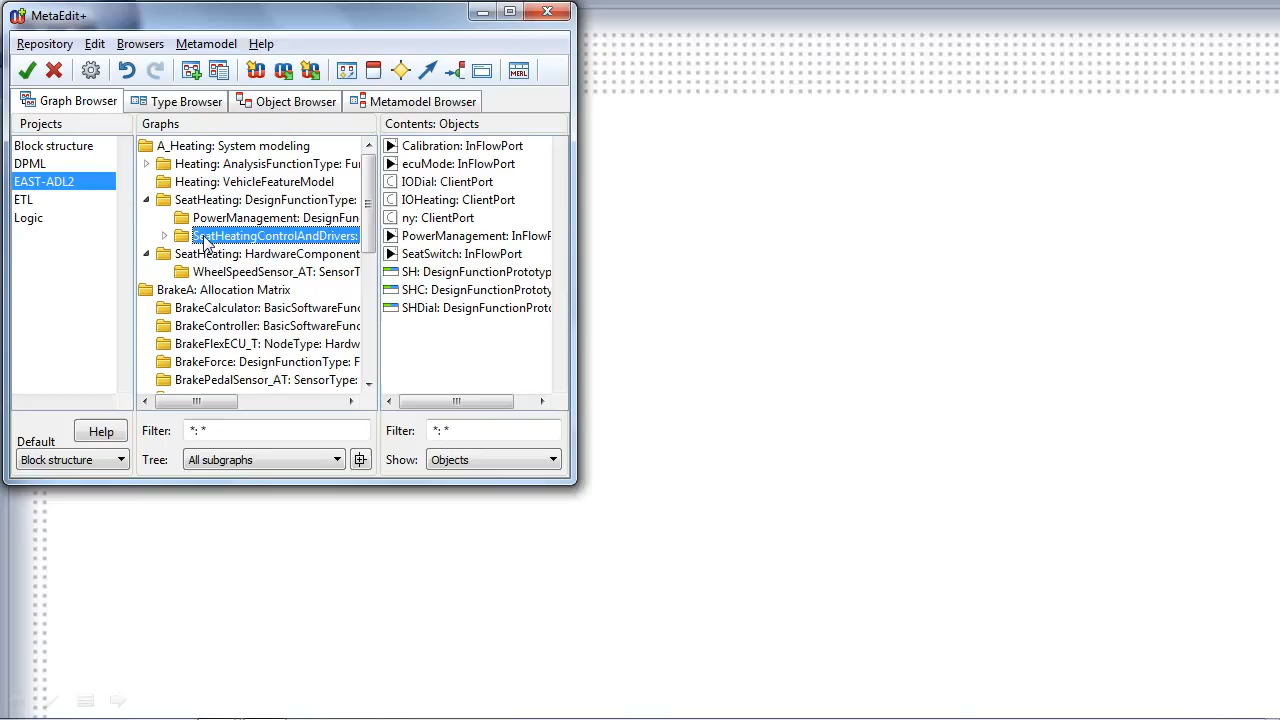 MetaEdit+
Repository Edit Browsers Metamodel Help
MERL
Graph Browser Type Browser Object Browser Metamodel Browser
Projects
Block structure
DPML
EAST-ADL2
ETL
Logic
Graphs
A_Heating: System modeling
Heating: AnalysisFunctionType: Fu
Heating: VehicleFeatureModel
SeatHeating: DesignFunctionType:
PowerManagement: DesignFun
SeatHeatingControlAndDrivers:
SeatHeating: HardwareComponent
WheelSpeedSensor_AT: SensorT
BrakeA: Allocation Matrix
BrakeCalculator: BasicSoftwareFunc
BrakeController: BasicSoftwareFunc
BrakeFlexECU_T: NodeType: Hardw
BrakeForce: DesignFunctionType: F
BrakePedalSensor_AT: SensorType:
Contents: Objects
Calibration: InFlowPort
ecuMode: InFlowPort
IODial: ClientPort
IOHeating: ClientPort
ny: ClientPort
PowerManagement: InFlowP
SeatSwitch: InFlowPort
SH: DesignFunctionPrototyp
SHC: DesignFunctionPrototy
SHDial: DesignFunctionProto
Default
Help
Block structure
Filter: *: *
Tree: All subgraphs
Filter: *: *
Show: Objects